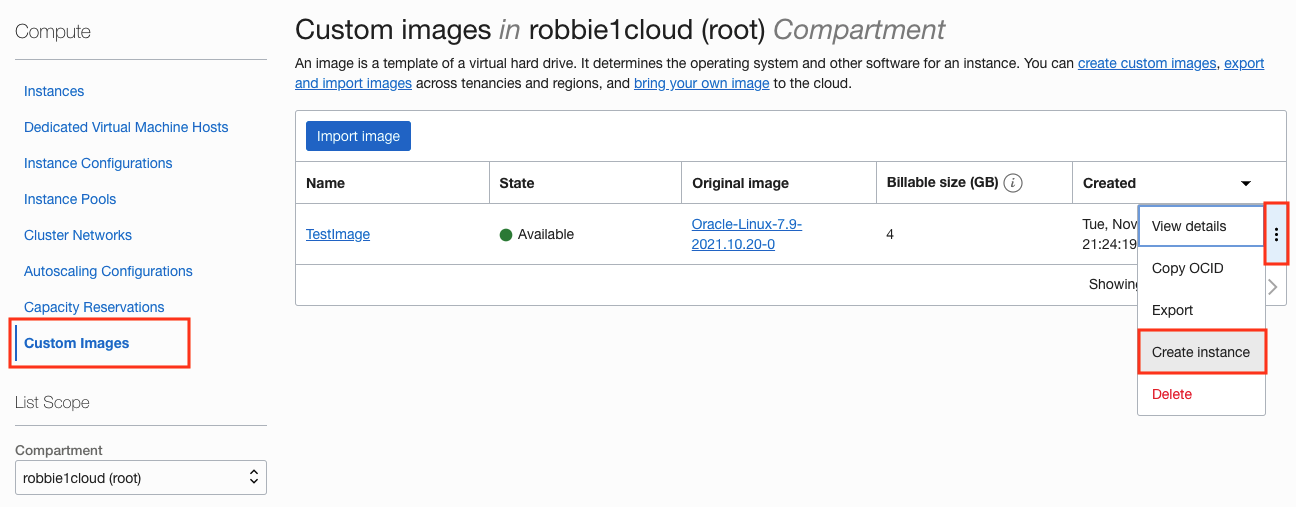 Compute
Instances
Dedicated Virtual Machine Hosts
Instance Configurations
Instance Pools
Cluster Networks
Autoscaling Configurations
Capacity Reservations
Custom Images
List Scope
Compartment
robbie1cloud (root)
Custom images in robbie1cloud (root) Compartment
An image is a template of a virtual hard drive. It determines the operating system and other software for an instance. You can create custom images, export
and import images across tenancies and regions, and bring your own image to the cloud.
Import image
Name State Original image Billable size (GB) i Created
TestImage Available Oracle-Linux-7.9-
2021.10.20-0 4 Tue, Nov
21:24:19
Showing
View details
Copy OCID
Export
Create instance
Delete